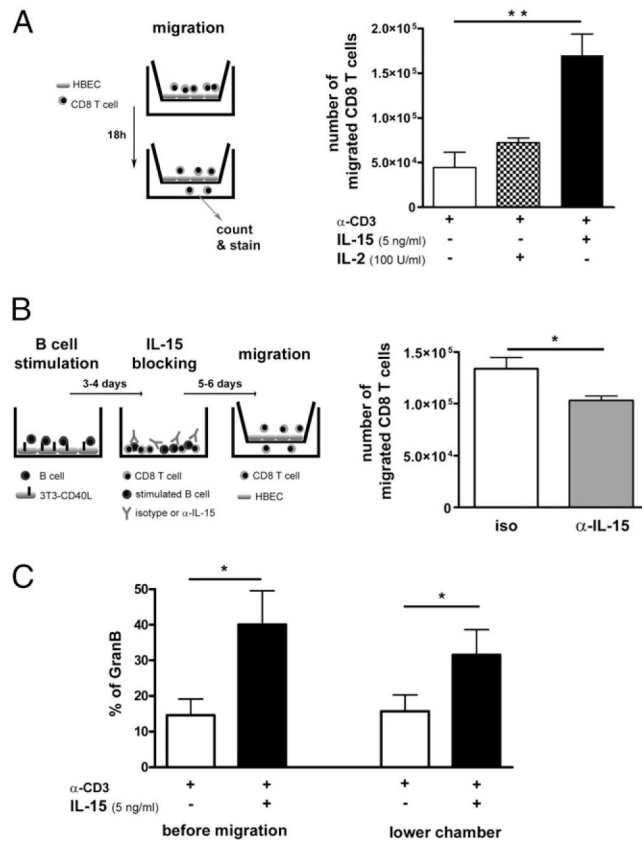 A
migration
HBEC
CD8 T cell
18h
count
& stain
number of
migrated CD8 T cells
2.0×10⁵
1.5×10⁵
1.0×10⁵
5.0×10⁴
0
* *
α-CD3 + + +
IL-15 (5 ng/ml) - - +
IL-2 (100 U/ml) - + -
B
B cell
stimulation
IL-15
blocking
migration
3-4 days
5-6 days
B cell
3T3-CD40L
CD8 T cell
stimulated B cell
isotype or α-IL-15
CD8 T cell
HBEC
number of
migrated CD8 T cells
1.5×10⁵
1.0×10⁵
5.0×10⁴
0
*
iso α-IL-15
C
% of GranB
50
40
30
20
10
0
* *
α-CD3 + + + +
IL-15 (5 ng/ml) - + - +
before migration lower chamber